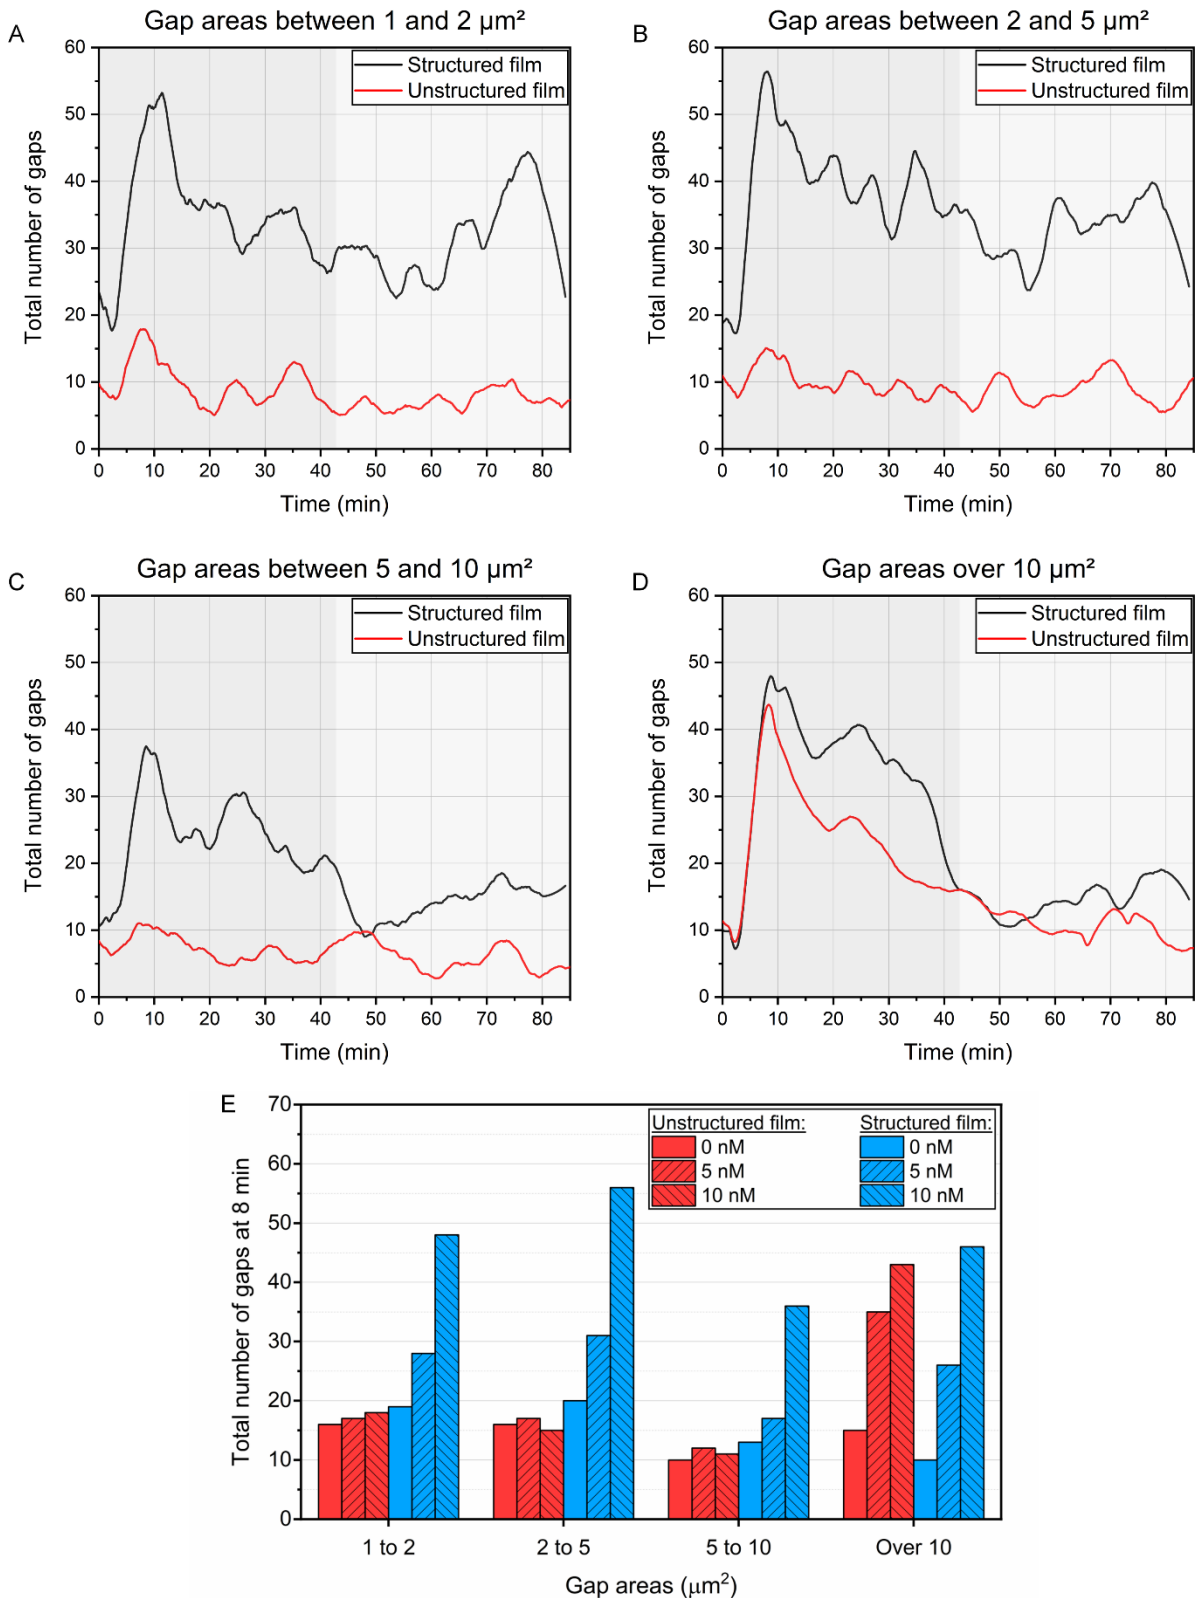 A
Gap areas between 1 and 2 µm²
Total number of gaps
60
50
40
30
20
10
0
Structured film
Unstructured film
0 10 20 30 40 50 60 70 80
Time (min)
B
Gap areas between 2 and 5 µm²
Total number of gaps
60
50
40
30
20
10
0
Structured film
Unstructured film
0 10 20 30 40 50 60 70 80
Time (min)
C
Gap areas between 5 and 10 µm²
Total number of gaps
60
50
40
30
20
10
0
Structured film
Unstructured film
0 10 20 30 40 50 60 70 80
Time (min)
D
Gap areas over 10 µm²
Total number of gaps
60
50
40
30
20
10
0
Structured film
Unstructured film
0 10 20 30 40 50 60 70 80
Time (min)
E
Total number of gaps at 8 min
70
60
50
40
30
20
10
0
Unstructured film:
0 nM
5 nM
10 nM
Structured film:
0 nM
5 nM
10 nM
1 to 2 2 to 5 5 to 10 Over 10
Gap areas (µm²)